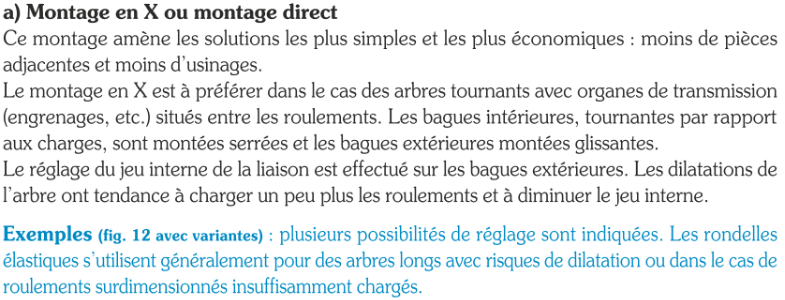 a) Montage en X ou montage direct
Ce montage amène les solutions les plus simples et les plus économiques : moins de pièces
adjacentes et moins d'usinages.
Le montage en X est à préférer dans le cas des arbres tournants avec organes de transmission
(engrenages, etc.) situés entre les roulements. Les bagues intérieures, tournantes par rapport
aux charges, sont montées serrées et les bagues extérieures montées glissantes.
Le réglage du jeu interne de la liaison est effectué sur les bagues extérieures. Les dilatations de
l'arbre ont tendance à charger un peu plus les roulements et à diminuer le jeu interne.
Exemples (fig. 12 avec variantes) : plusieurs possibilités de réglage sont indiquées. Les rondelles
élastiques s'utilisent généralement pour des arbres longs avec risques de dilatation ou dans le cas de
roulements surdimensionnés insuffisamment chargés.